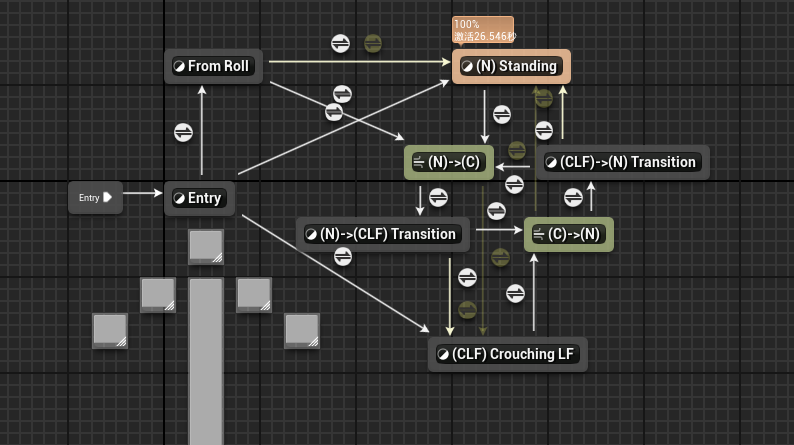 100%
激活26.546秒
From Roll
(N) Standing
(N)->(C)
(CLF)->(N) Transition
Entry
Entry
(N)->(CLF) Transition
(C)->(N)
(CLF) Crouching LF